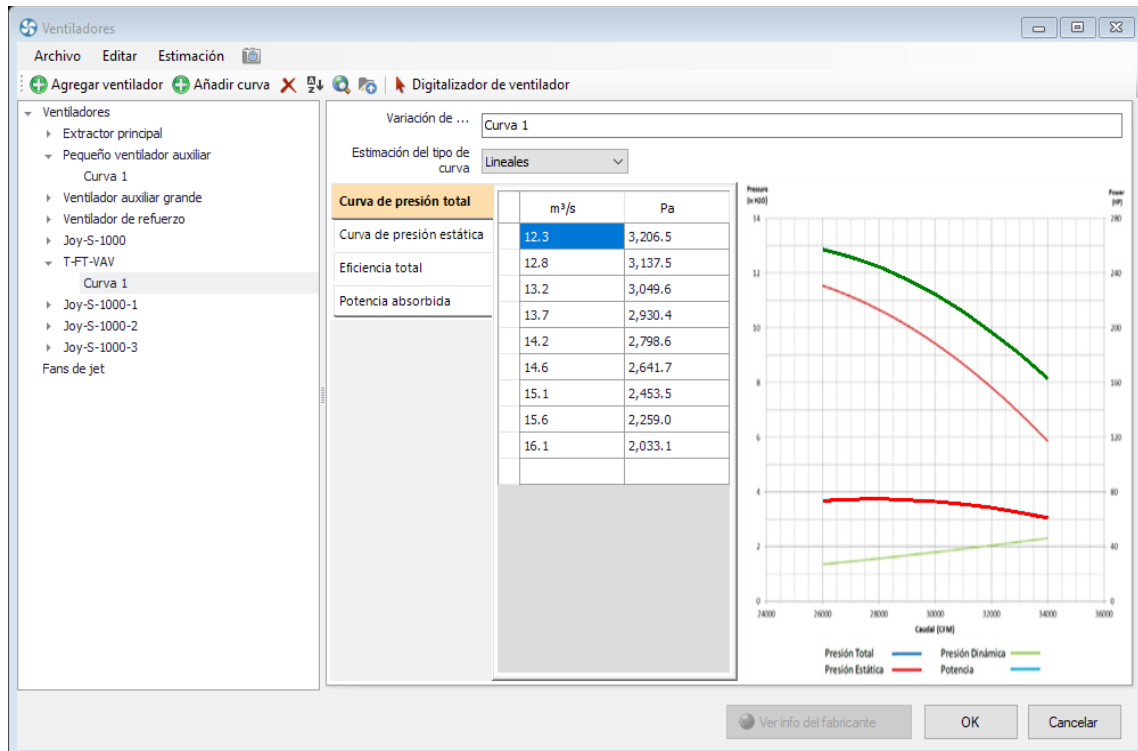 Ventiladores
Archivo Editar Estimación
Agregar ventilador Añadir curva Digitalizador de ventilador
Ventiladores
Extractor principal
Pequeño ventilador auxiliar
Curva 1
Ventilador auxiliar grande
Ventilador de refuerzo
Joy-S-1000
T-FT-VAV
Curva 1
Joy-S-1000-1
Joy-S-1000-2
Joy-S-1000-3
Fans de jet
Variación de ... Curva 1
Estimación del tipo de
curva Lineales
Curva de presión total
Curva de presión estática
Eficiencia total
Potencia absorbida
m³/s Pa
12.3 3,206.5
12.8 3,137.5
13.2 3,049.6
13.7 2,930.4
14.2 2,798.6
14.6 2,641.7
15.1 2,453.5
15.6 2,259.0
16.1 2,033.1
Pressure
(in H2O)
Power
(HP)
14 280
12 240
10 200
8 160
6 120
4 80
2 40
0 0
24000 26000 28000 30000 32000 34000 36000
Caudal (CFM)
Presión Total Presión Dinámica
Presión Estática Potencia
Ver info del fabricante OK Cancelar